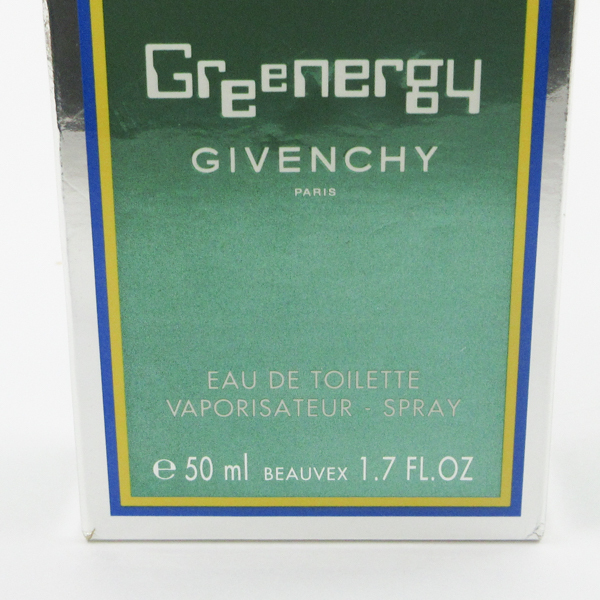 Greenergy
GIVENCHY
PARIS
EAU DE TOILETTE
VAPORISATEUR - SPRAY
℮ 50 ml BEAUVEX 1.7 FL.OZ